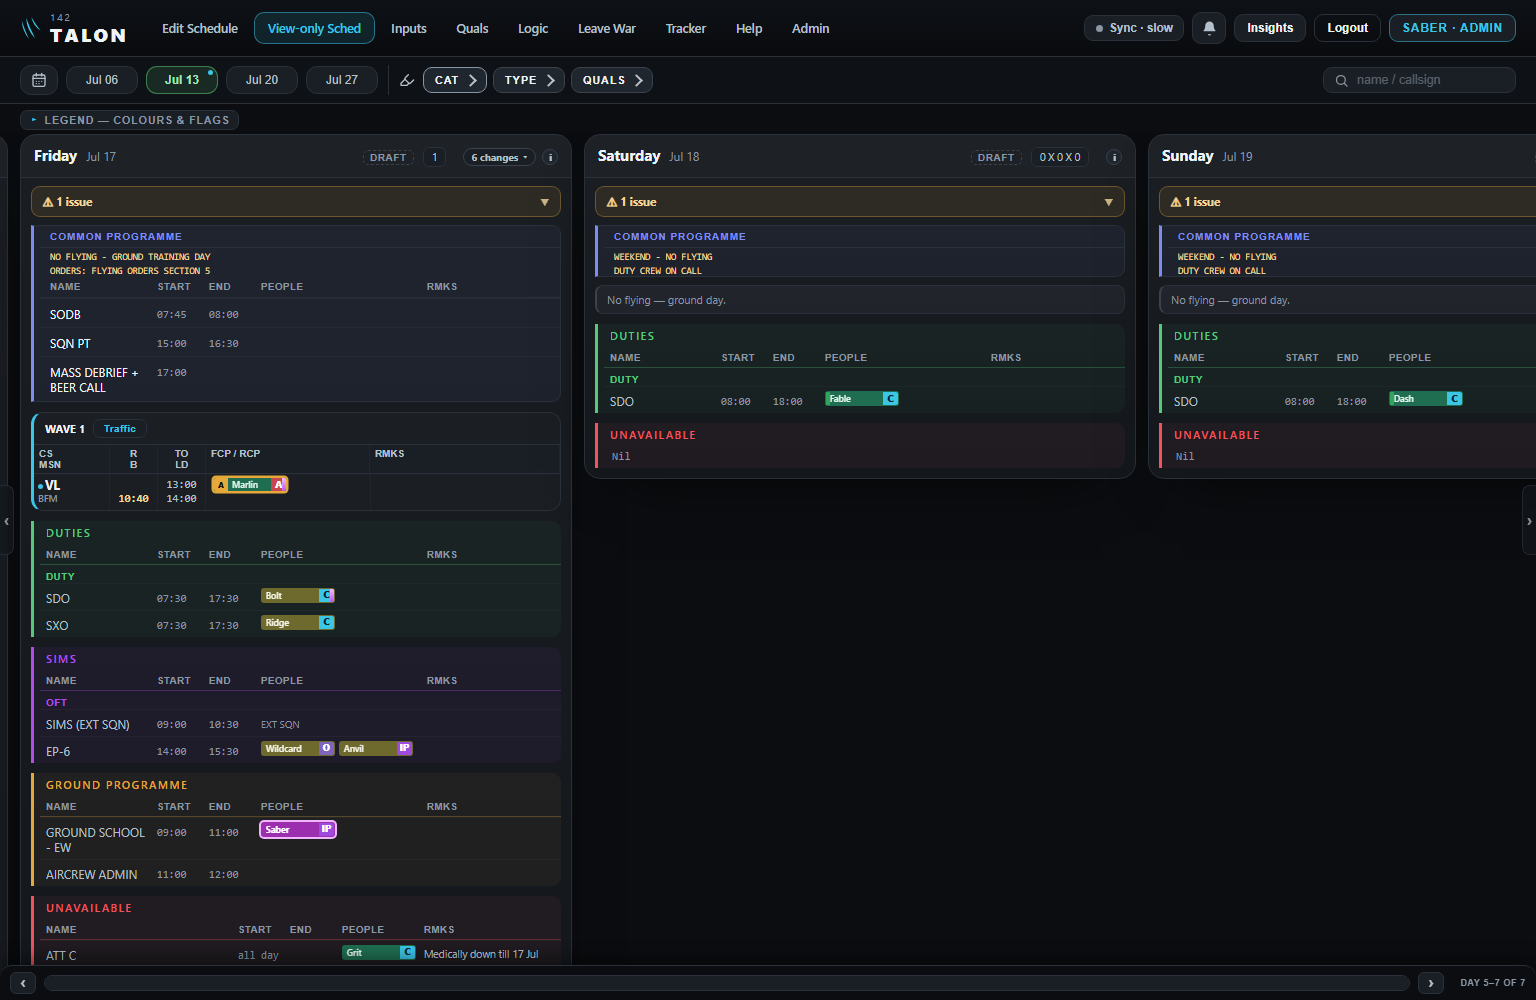 142
TALON
Edit Schedule
View-only Sched
Inputs
Quals
Logic
Leave War
Tracker
Help
Admin
Sync · slow
Insights
Logout
SABER · ADMIN
Jul 06
Jul 13
Jul 20
Jul 27
CAT
TYPE
QUALS
name / callsign
LEGEND — COLOURS & FLAGS
Friday Jul 17
DRAFT
1
6 changes
i
1 issue
COMMON PROGRAMME
NO FLYING - GROUND TRAINING DAY
ORDERS: FLYING ORDERS SECTION 5
NAME START END PEOPLE RMKS
SODB 07:45 08:00
SQN PT 15:00 16:30
MASS DEBRIEF + 17:00
BEER CALL
WAVE 1 Traffic
CS R TO FCP / RCP RMKS
MSN B LD
VL 13:00 A Marlin A
BFM 10:40 14:00
DUTIES
NAME START END PEOPLE RMKS
DUTY
SDO 07:30 17:30 Bolt C
SXO 07:30 17:30 Ridge C
SIMS
NAME START END PEOPLE RMKS
OFT
SIMS (EXT SQN) 09:00 10:30 EXT SQN
EP-6 14:00 15:30 Wildcard O Anvil IP
GROUND PROGRAMME
NAME START END PEOPLE RMKS
GROUND SCHOOL 09:00 11:00 Saber IP
- EW
AIRCREW ADMIN 11:00 12:00
UNAVAILABLE
NAME START END PEOPLE RMKS
ATT C all day Grit C Medically down till 17 Jul
Saturday Jul 18
DRAFT
0X0X0
i
1 issue
COMMON PROGRAMME
WEEKEND - NO FLYING
DUTY CREW ON CALL
No flying — ground day.
DUTIES
NAME START END PEOPLE RMKS
DUTY
SDO 08:00 18:00 Fable C
UNAVAILABLE
Nil
Sunday Jul 19
1 issue
COMMON PROGRAMME
WEEKEND - NO FLYING
DUTY CREW ON CALL
No flying — ground day.
DUTIES
NAME START END PEOPLE
DUTY
SDO 08:00 18:00 Dash C
UNAVAILABLE
Nil
DAY 5–7 OF 7